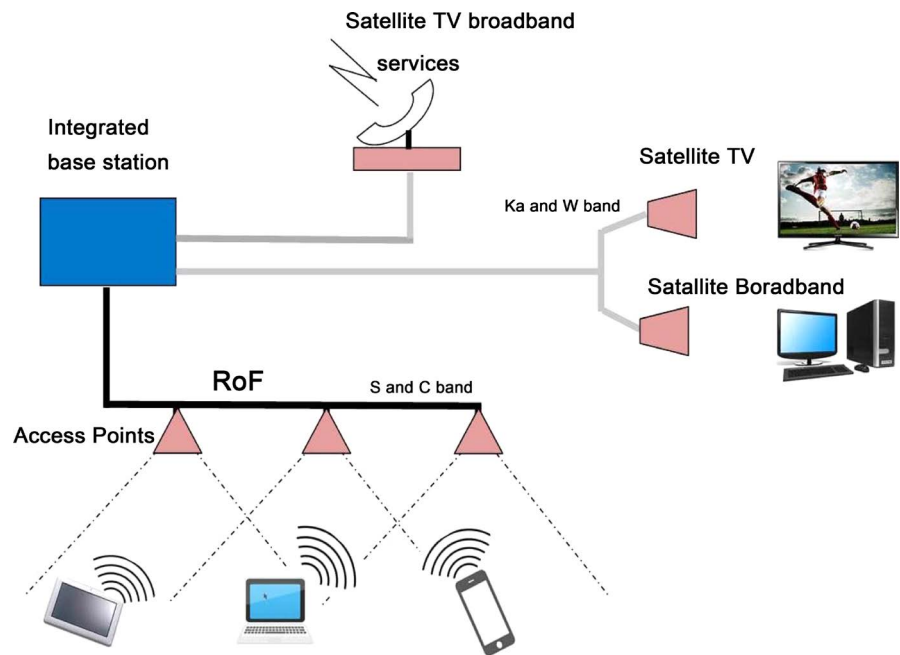 Satellite TV broadband
services
Integrated
base station
Satellite TV
Ka and W band
Satallite Boradband
RoF
S and C band
Access Points